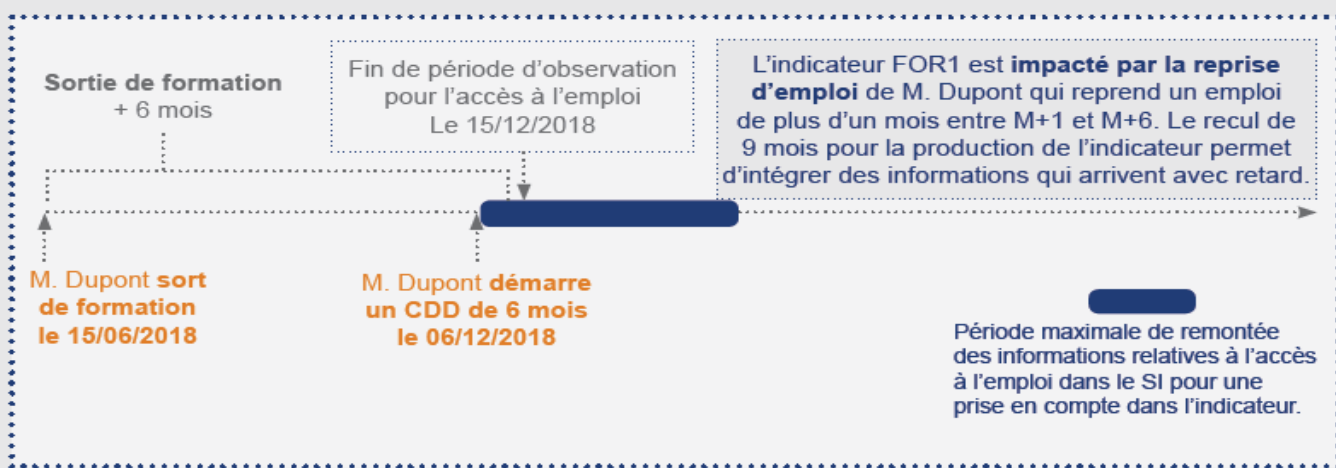 Sortie de formation
+ 6 mois
Fin de période d'observation
pour l'accès à l'emploi
Le 15/12/2018
L'indicateur FOR1 est impacté par la reprise
d'emploi de M. Dupont qui reprend un emploi
de plus d'un mois entre M+1 et M+6. Le recul de
9 mois pour la production de l'indicateur permet
d'intégrer des informations qui arrivent avec retard.
M. Dupont sort
de formation
le 15/06/2018
M. Dupont démarre
un CDD de 6 mois
le 06/12/2018
Période maximale de remontée
des informations relatives à l'accès
à l'emploi dans le SI pour une
prise en compte dans l'indicateur.